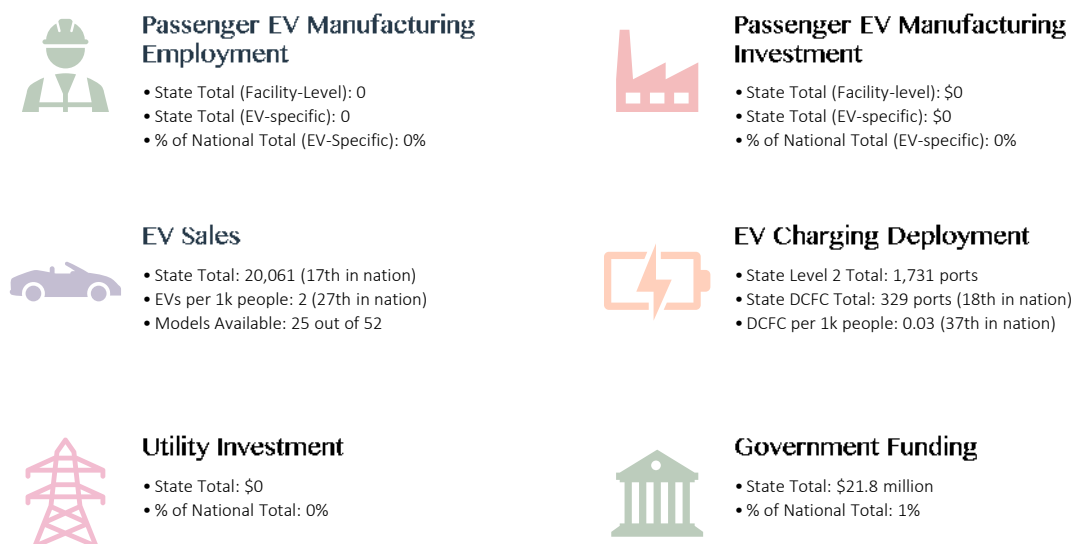 Passenger EV Manufacturing
Employment
• State Total (Facility-Level): 0
• State Total (EV-specific): 0
• % of National Total (EV-Specific): 0%
Passenger EV Manufacturing
Investment
• State Total (Facility-level): $0
• State Total (EV-specific): $0
• % of National Total (EV-specific): 0%
EV Sales
• State Total: 20,061 (17th in nation)
• EVs per 1k people: 2 (27th in nation)
• Models Available: 25 out of 52
EV Charging Deployment
• State Level 2 Total: 1,731 ports
• State DCFC Total: 329 ports (18th in nation)
• DCFC per 1k people: 0.03 (37th in nation)
Utility Investment
• State Total: $0
• % of National Total: 0%
Government Funding
• State Total: $21.8 million
• % of National Total: 1%